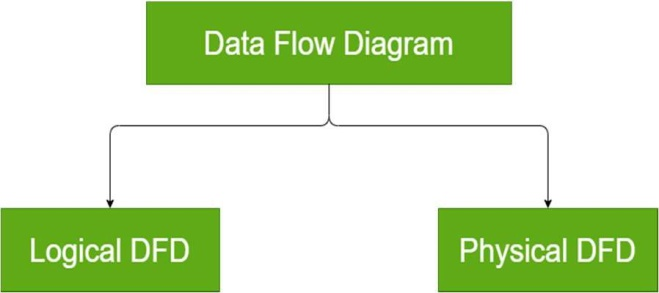 Data Flow Diagram
Logical DFD
Physical DFD